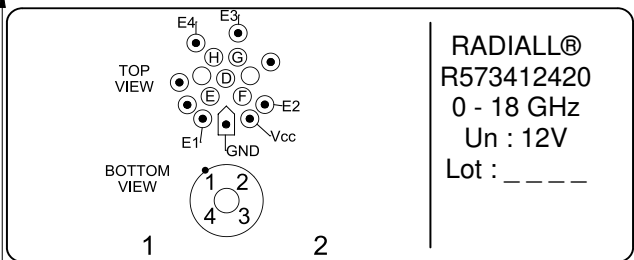 E4
E3
H G
TOP
VIEW
D
E F
E2
E1
Vcc
GND
BOTTOM
VIEW
1 2
4 3
1 2
RADIALL®
R573412420
0 - 18 GHz
Un : 12V
Lot : _ _ _ _